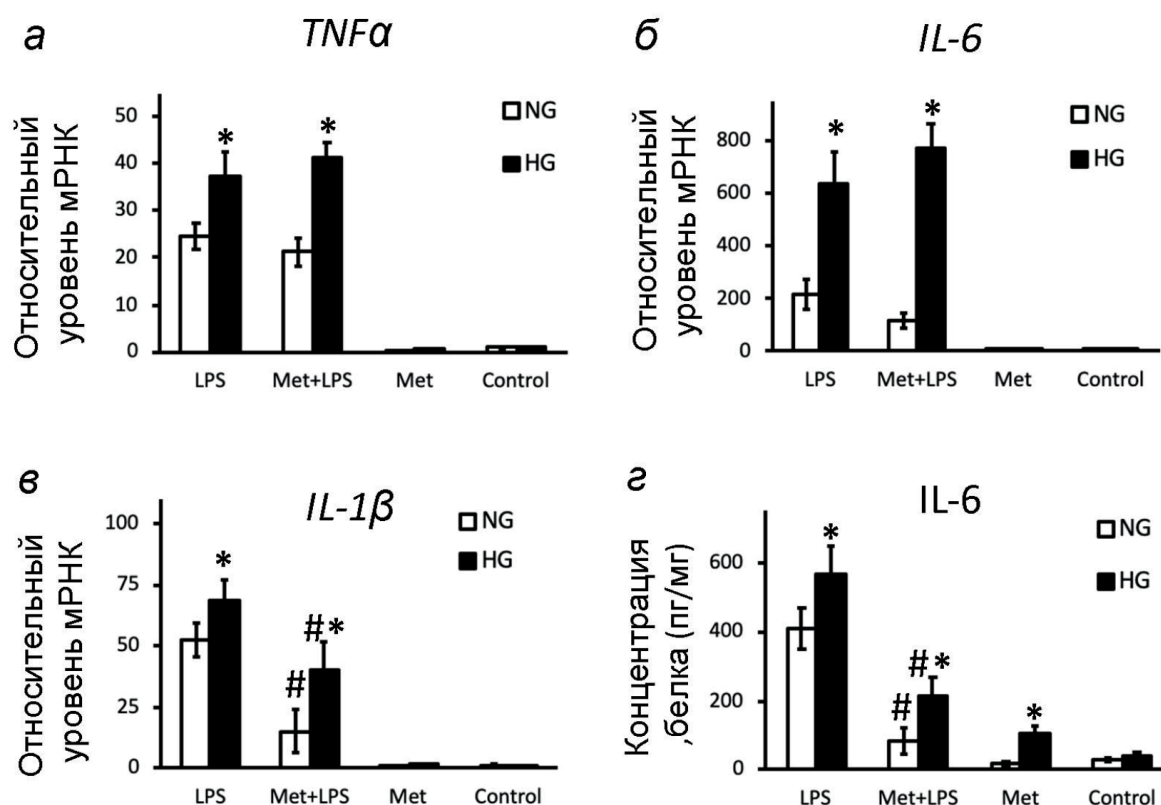 а
TNFα
Относительный
уровень мРНК
50
40
30
20
10
0
NG
HG
*
*
LPS
Met+LPS
Met
Control
б
IL-6
Относительный
уровень мРНК
800
600
400
200
0
NG
HG
*
*
LPS
Met+LPS
Met
Control
в
IL-1β
Относительный
уровень мРНК
100
75
50
25
0
NG
HG
*
#
#*
LPS
Met+LPS
Met
Control
г
IL-6
Концентрация
,белка (пг/мг)
600
400
200
0
NG
HG
*
#
#*
*
LPS
Met+LPS
Met
Control